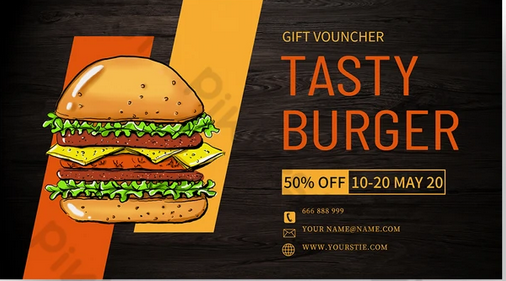 GIFT VOUNCHER
TASTY
BURGER
50% OFF 10-20 MAY 20
666 888 999
YOUR NAME@NAME.COM
WWW.YOURSTIE.COM